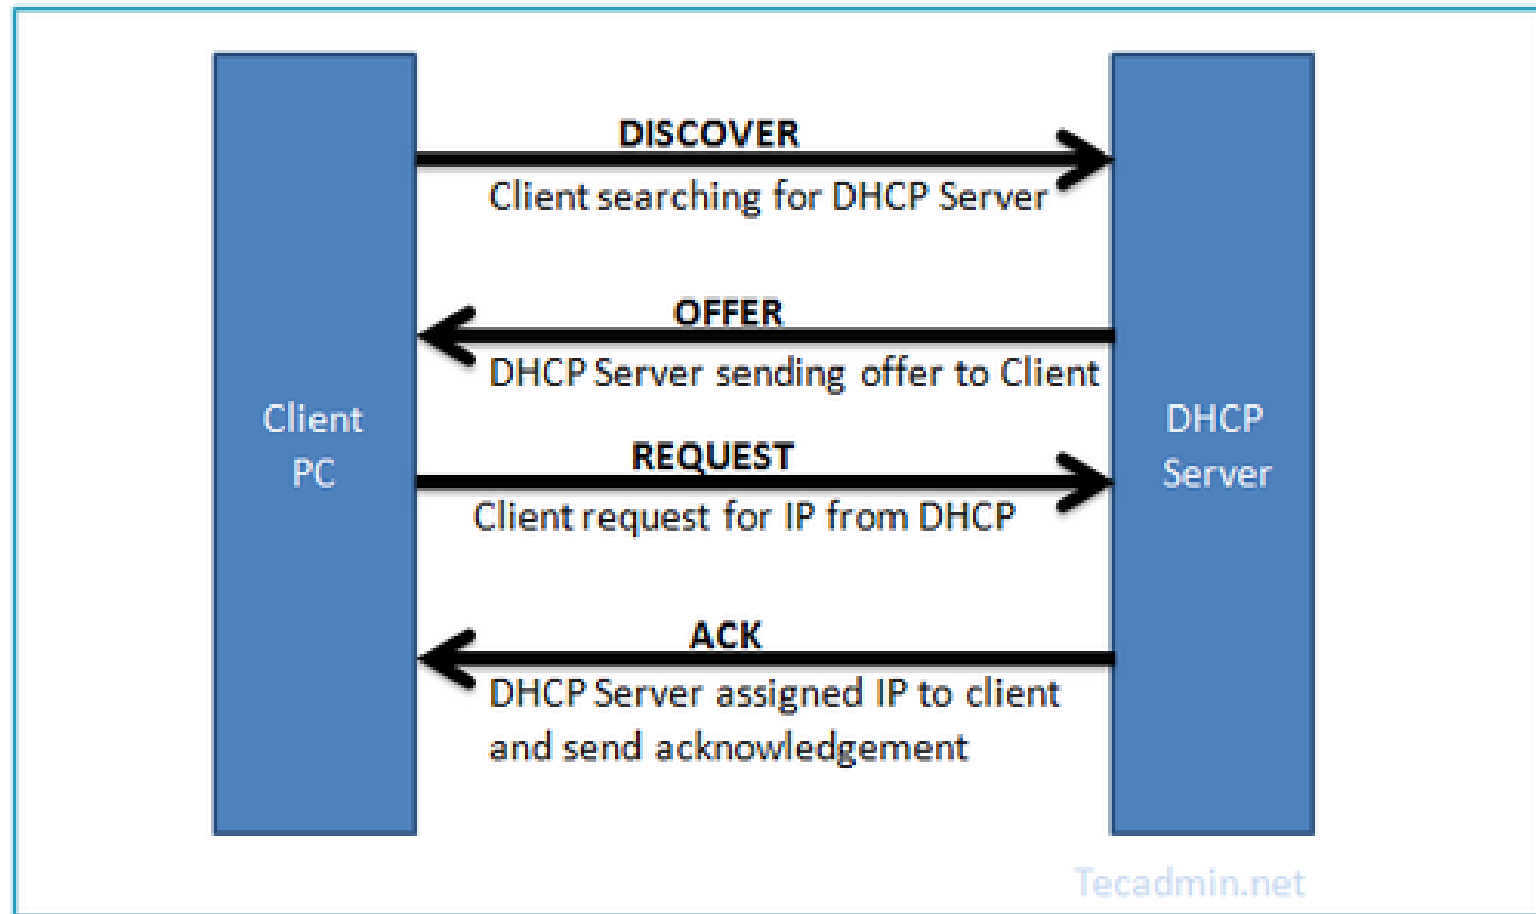 DISCOVER
Client searching for DHCP Server
OFFER
DHCP Server sending offer to Client
Client
PC
DHCP
Server
REQUEST
Client request for IP from DHCP
ACK
DHCP Server assigned IP to client
and send acknowledgement
Tecadmin.net